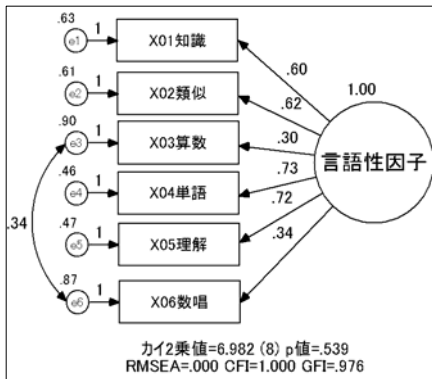 .63
e1
1
X01知識
.60
1.00
.61
e2
1
X02類似
.62
.90
e3
1
X03算数
.30
言語性因子
.46
e4
1
X04単語
.73
.34
.47
e5
1
X05理解
.72
.87
e6
1
X06数唱
.34
カイ2乗値=6.982 (8) p値=.539
RMSEA=.000 CFI=1.000 GFI=.976